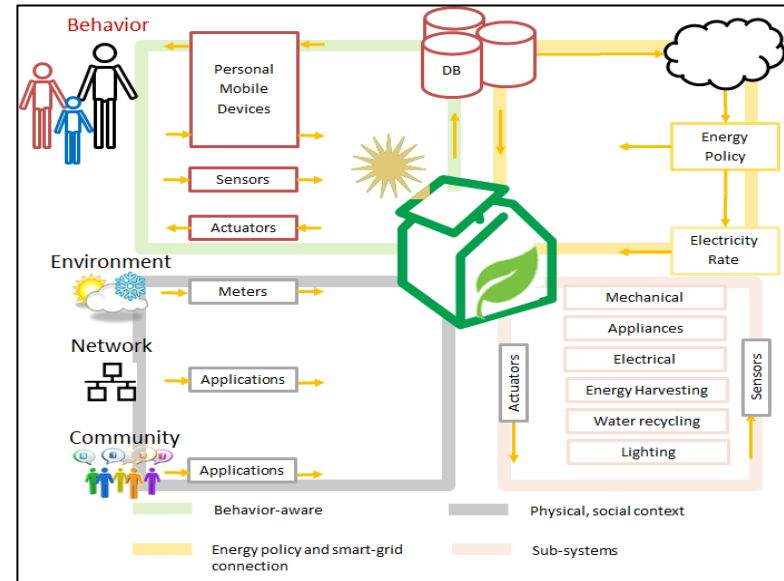 Behavior
Personal
Mobile
Devices
DB
Energy
Policy
Sensors
Actuators
Electricity
Rate
Environment
Meters
Mechanical
Appliances
Network
Electrical
Applications
Actuators
Sensors
Energy Harvesting
Water recycling
Community
Lighting
Applications
Behavior-aware
Physical, social context
Energy policy and smart-grid
connection
Sub-systems